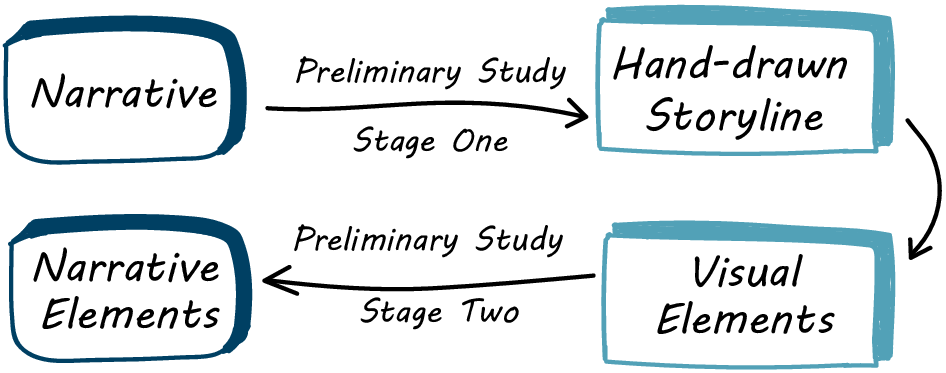 Narrative
Preliminary Study
Stage One
Hand-drawn
Storyline
Narrative
Elements
Preliminary Study
Stage Two
Visual
Elements